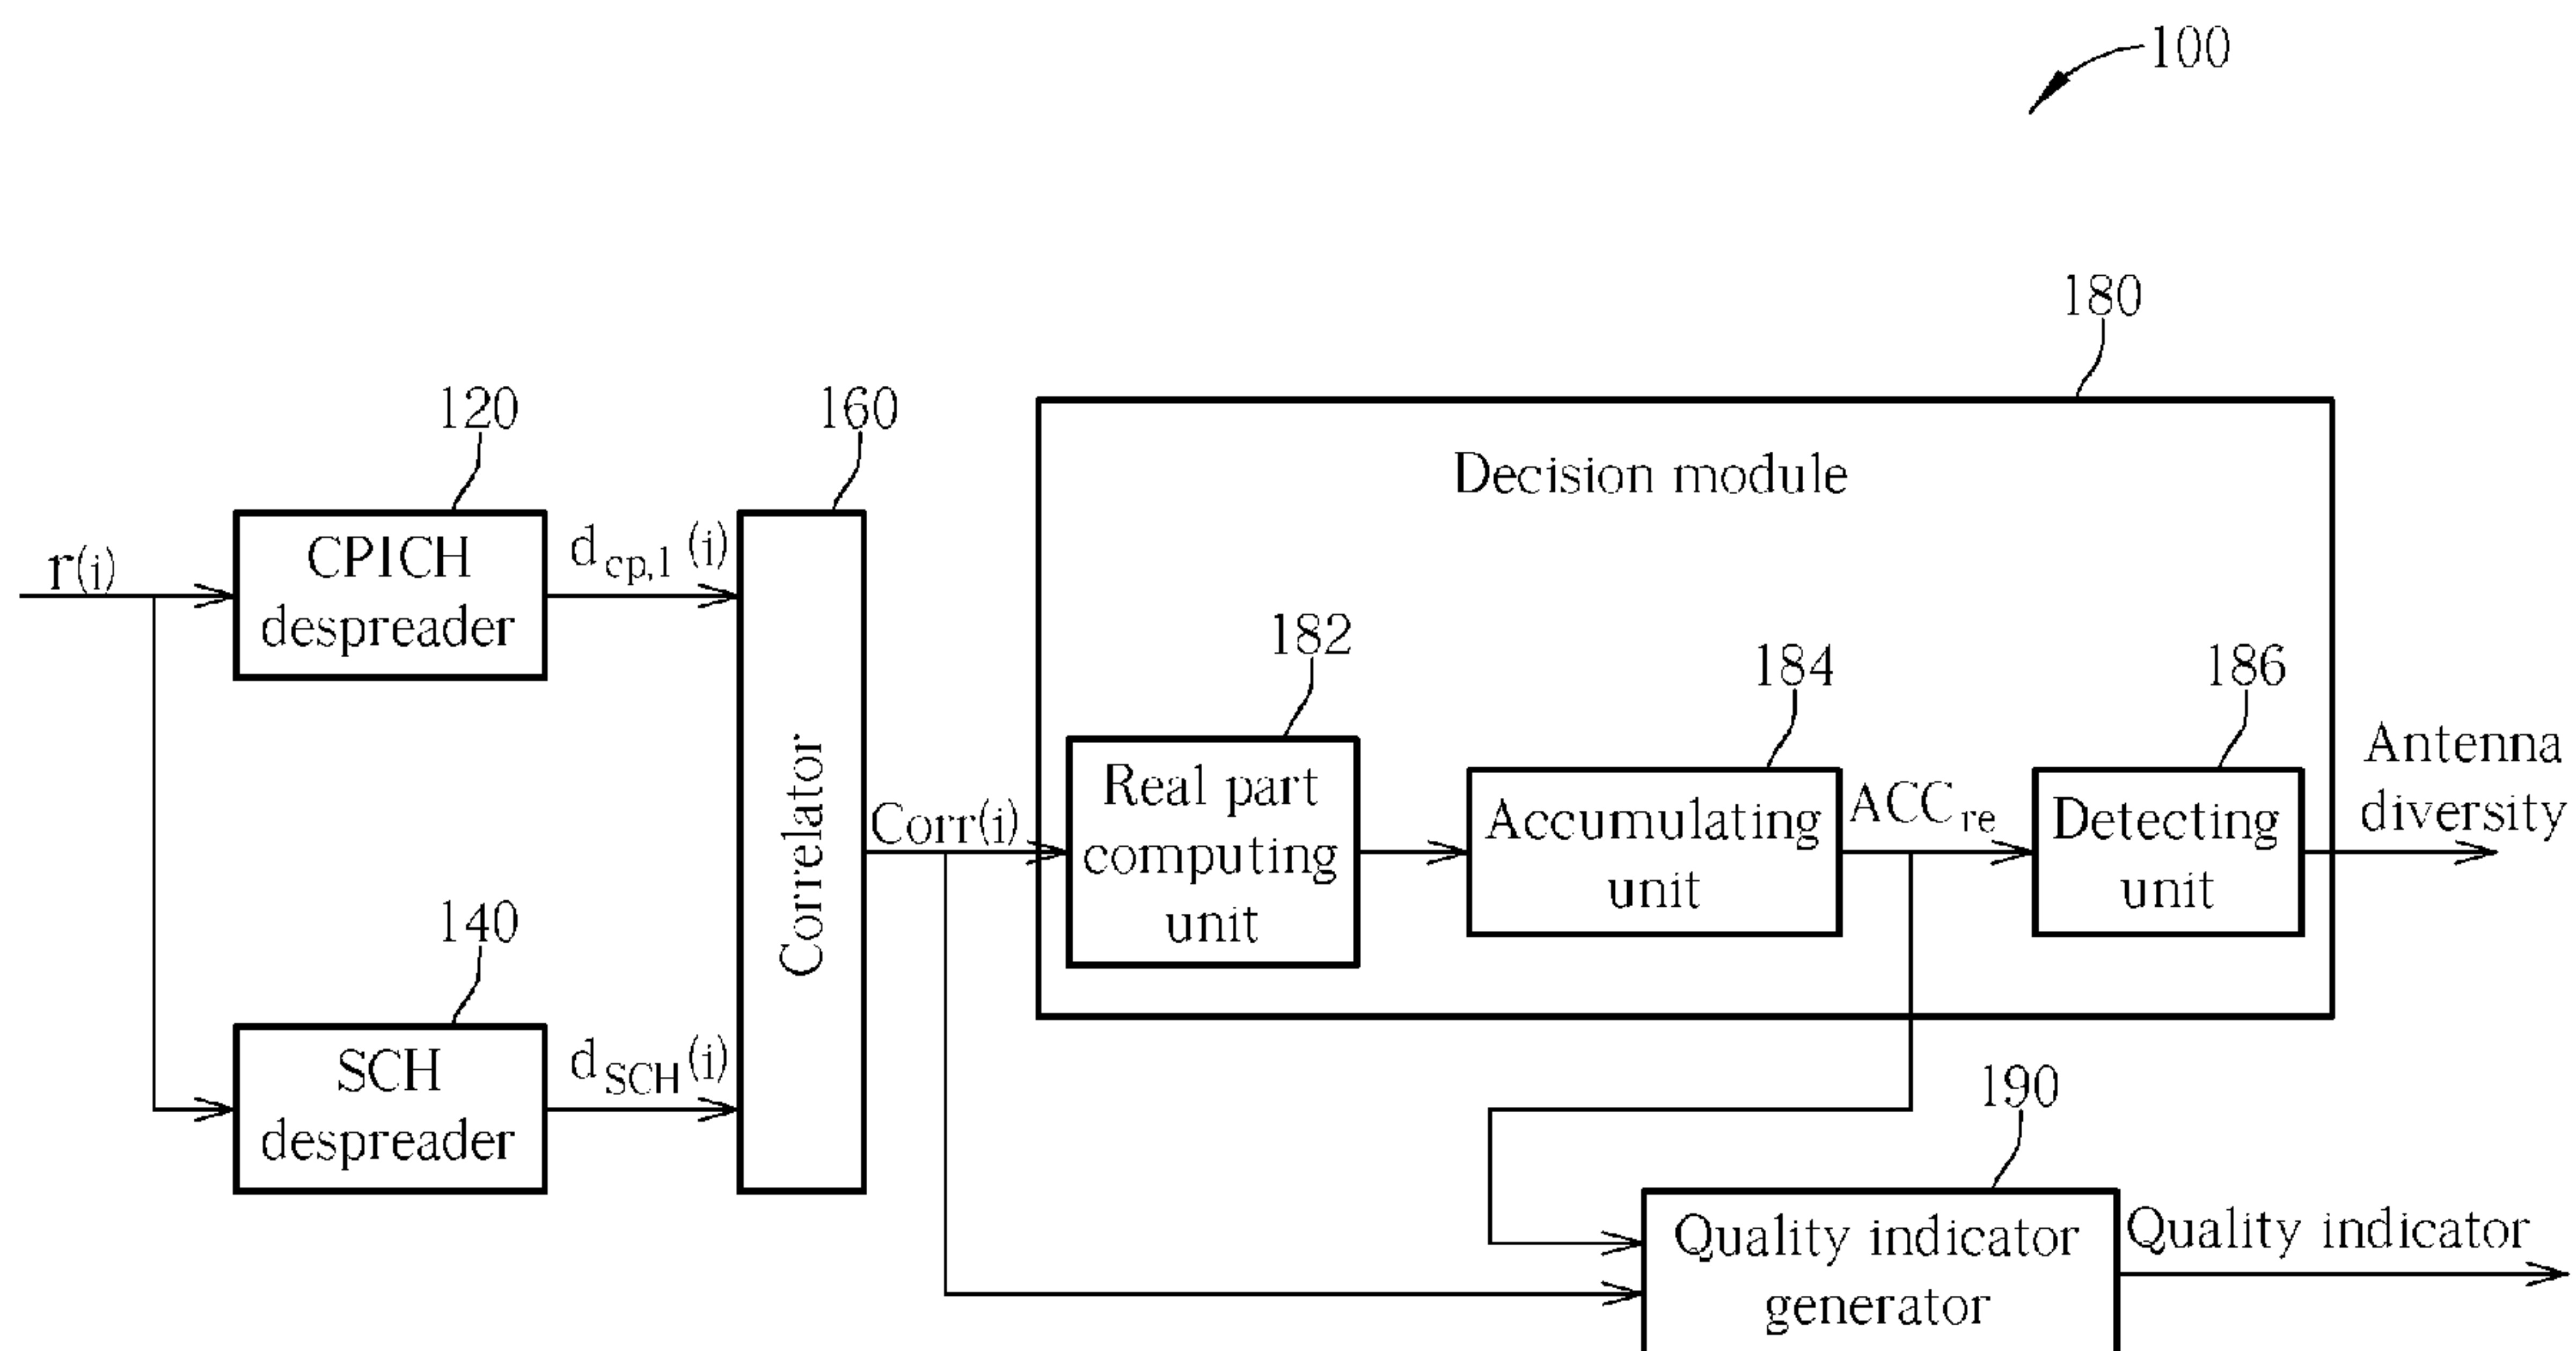 100
180
120
160
Decision module
r(i)
CPICH
despreader
d cp,1 (i)
182
184
186
Correlator
Corr(i)
Real part
computing
unit
Accumulating
unit
ACC re
Detecting
unit
Antenna
diversity
140
SCH
despreader
d SCH (i)
190
Quality indicator
generator
Quality indicator